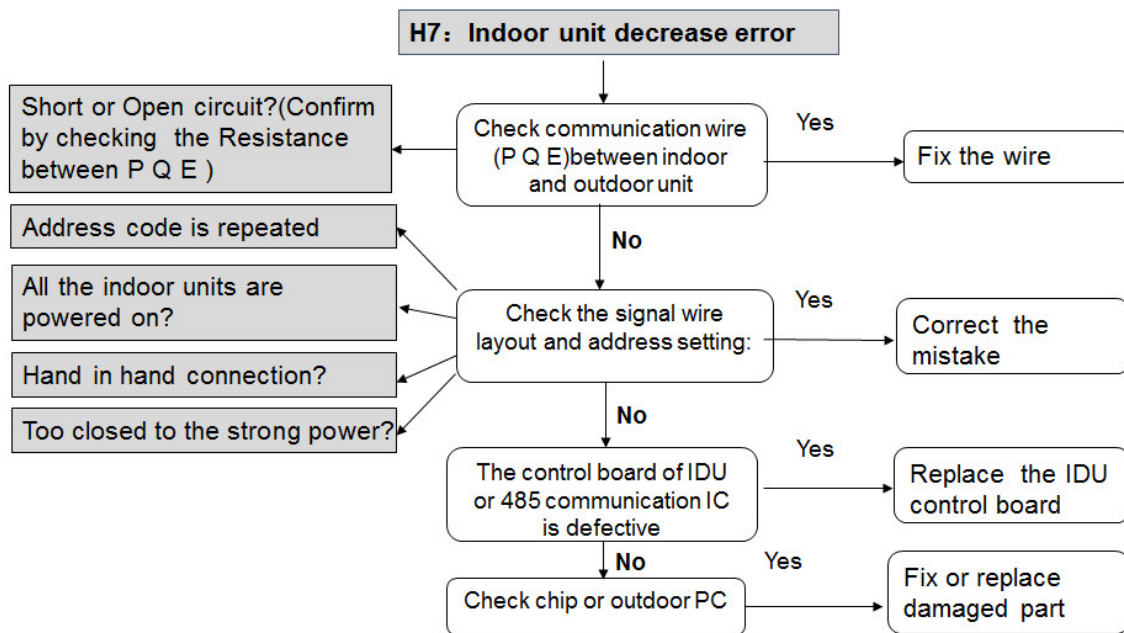 H7：Indoor unit decrease error
Short or Open circuit?(Confirm
by checking the Resistance
between P Q E )
Check communication wire
(P Q E)between indoor
and outdoor unit
Yes
Fix the wire
No
Address code is repeated
All the indoor units are
powered on?
Hand in hand connection?
Too closed to the strong power?
Check the signal wire
layout and address setting:
Yes
Correct the
mistake
No
The control board of IDU
or 485 communication IC
is defective
Yes
Replace the IDU
control board
No
Check chip or outdoor PC
Yes
Fix or replace
damaged part